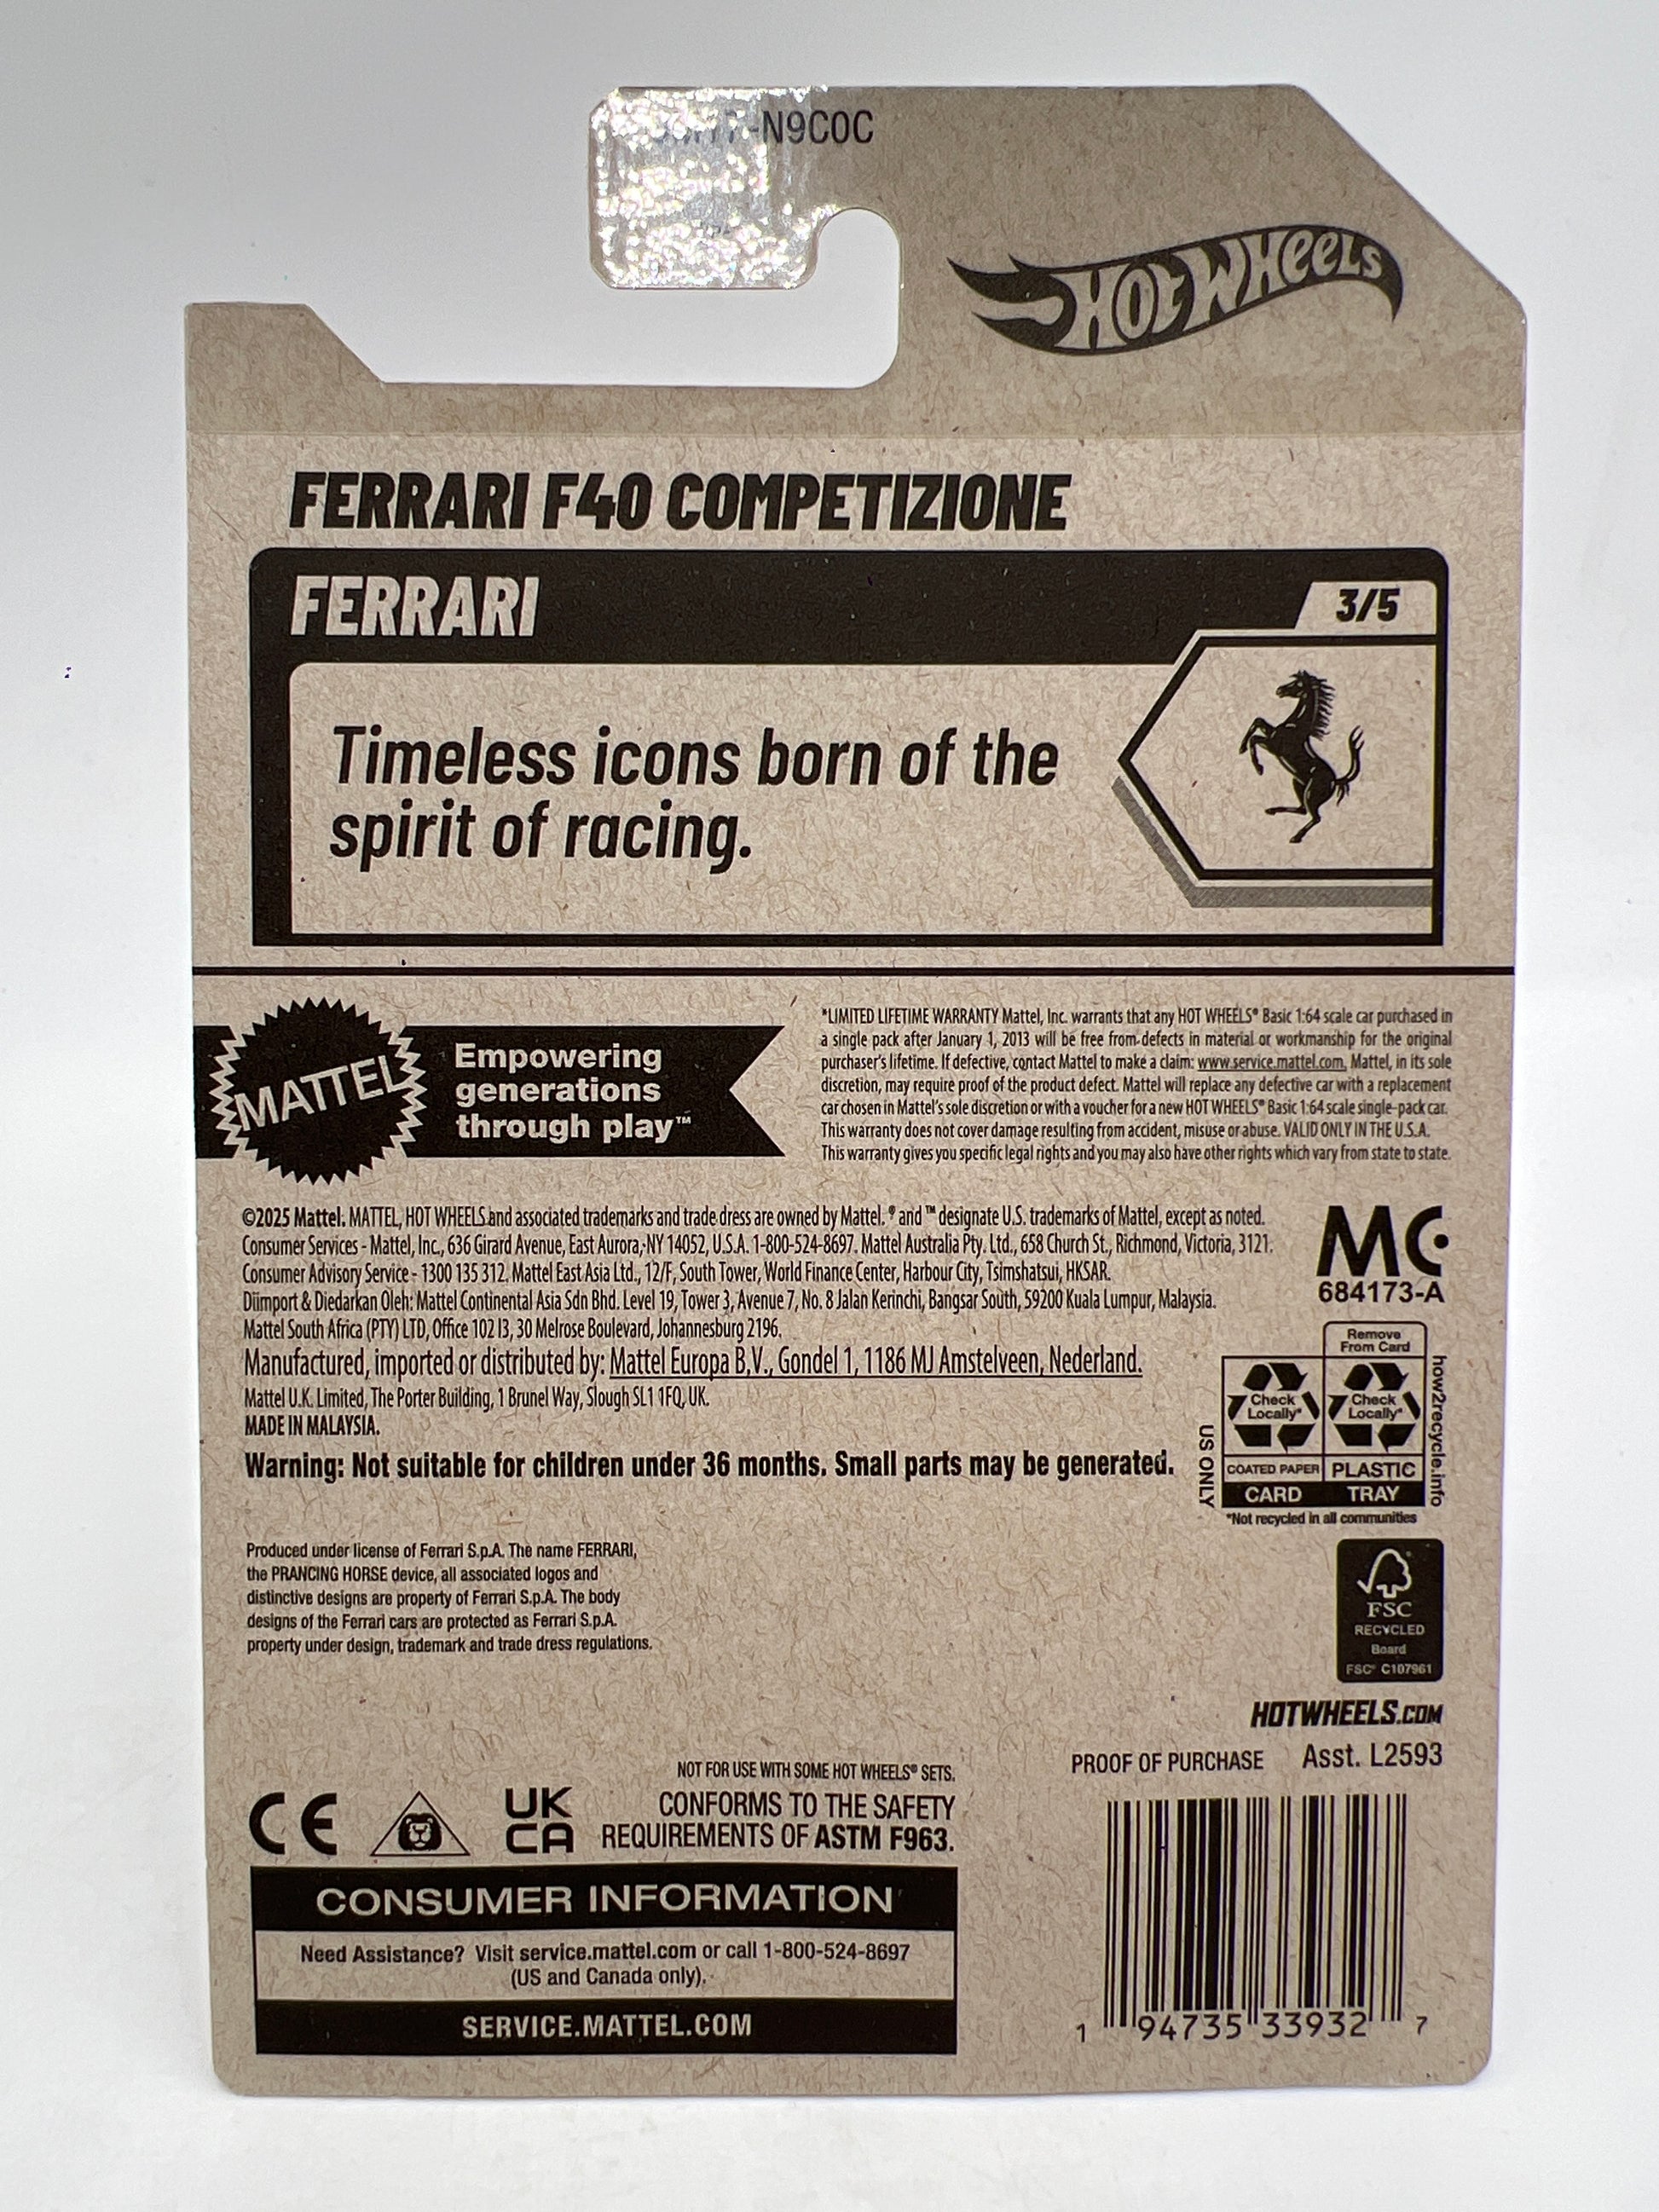 -N9C0C
HOT WHEELS
FERRARI F40 COMPETIZIONE
FERRARI
3/5
Timeless icons born of the
spirit of racing.
MATTEL
Empowering
generations
through play™
*LIMITED LIFETIME WARRANTY Mattel, Inc. warrants that any HOT WHEELS® Basic 1:64 scale car purchased in
a single pack after January 1, 2013 will be free from defects in material or workmanship for the original
purchaser's lifetime. If defective, contact Mattel to make a claim: www.service.mattel.com. Mattel, in its sole
discretion, may require proof of the product defect. Mattel will replace any defective car with a replacement
car chosen in Mattel's sole discretion or with a voucher for a new HOT WHEELS® Basic 1:64 scale single-pack car.
This warranty does not cover damage resulting from accident, misuse or abuse. VALID ONLY IN THE U.S.A.
This warranty gives you specific legal rights and you may also have other rights which vary from state to state.
©2025 Mattel. MATTEL, HOT WHEELS and associated trademarks and trade dress are owned by Mattel. ® and ™ designate U.S. trademarks of Mattel, except as noted.
Consumer Services - Mattel, Inc., 636 Girard Avenue, East Aurora, NY 14052, U.S.A. 1-800-524-8697. Mattel Australia Pty. Ltd., 658 Church St., Richmond, Victoria, 3121.
Consumer Advisory Service - 1300 135 312. Mattel East Asia Ltd., 12/F, South Tower, World Finance Center, Harbour City, Tsimshatsui, HKSAR.
Diimport & Diedarkan Oleh: Mattel Continental Asia Sdn Bhd. Level 19, Tower 3, Avenue 7, No. 8 Jalan Kerinchi, Bangsar South, 59200 Kuala Lumpur, Malaysia.
Mattel South Africa (PTY) LTD, Office 102 I3, 30 Melrose Boulevard, Johannesburg 2196.
Manufactured, imported or distributed by: Mattel Europa B.V., Gondel 1, 1186 MJ Amstelveen, Nederland.
Mattel U.K. Limited, The Porter Building, 1 Brunel Way, Slough SL1 1FQ, UK.
MADE IN MALAYSIA.
Warning: Not suitable for children under 36 months. Small parts may be generated.
MC
684173-A
Remove
From Card
Check
Locally*
Check
Locally*
COATED PAPER
PLASTIC
CARD
TRAY
US ONLY
how2recycle.info
*Not recycled in all communities
Produced under license of Ferrari S.p.A. The name FERRARI,
the PRANCING HORSE device, all associated logos and
distinctive designs are property of Ferrari S.p.A. The body
designs of the Ferrari cars are protected as Ferrari S.p.A.
property under design, trademark and trade dress regulations.
FSC
RECYCLED
Board
FSC® C107961
HOTWHEELS.COM
PROOF OF PURCHASE Asst. L2593
NOT FOR USE WITH SOME HOT WHEELS® SETS.
CONFORMS TO THE SAFETY
REQUIREMENTS OF ASTM F963.
CE
UK
CA
CONSUMER INFORMATION
Need Assistance? Visit service.mattel.com or call 1-800-524-8697
(US and Canada only).
SERVICE.MATTEL.COM
1 94735 33932 7